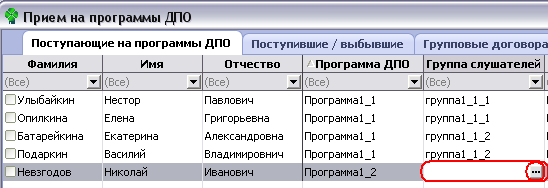 Прием на программы ДПО
Поступающие на программы ДПО Поступившие / выбывшие Групповые договора
Фамилия Имя Отчество Программа ДПО Группа слушателей
(Все) (Все) (Все) (Все) (Все)
Улыбайкин Нестор Павлович Программа1_1 группа1_1_1
Опилкина Елена Григорьевна Программа1_1 группа1_1_1
Батарейкина Екатерина Александровна Программа1_1 группа1_1_2
Подаркин Василий Владимирович Программа1_1 группа1_1_2
Невзгодов Николай Иванович Программа1_2 ...